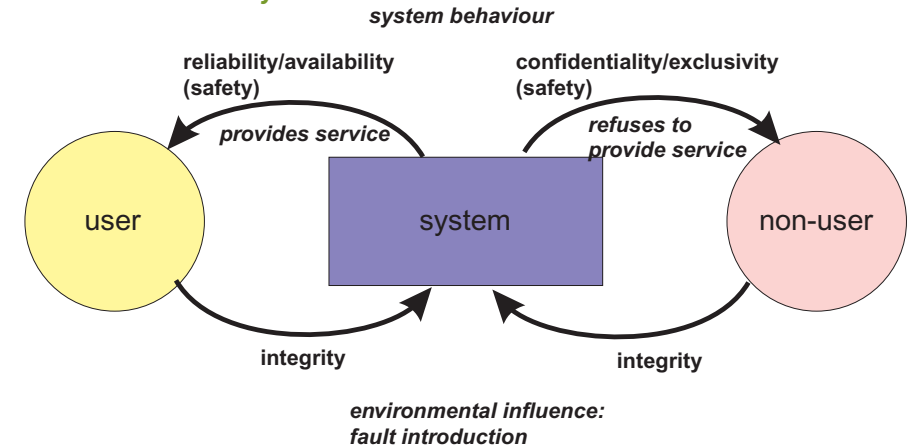 system behaviour
reliability/availability
(safety)
confidentiality/exclusivity
(safety)
provides service
refuses to
provide service
user
system
non-user
integrity
integrity
environmental influence:
fault introduction